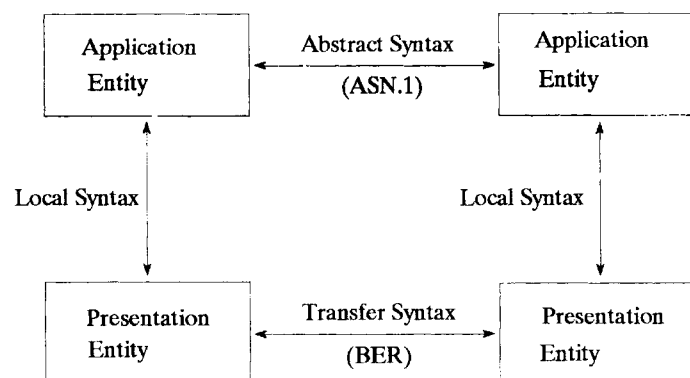 Application
Entity
Abstract Syntax
(ASN.1)
Application
Entity
Local Syntax
Local Syntax
Presentation
Entity
Transfer Syntax
(BER)
Presentation
Entity